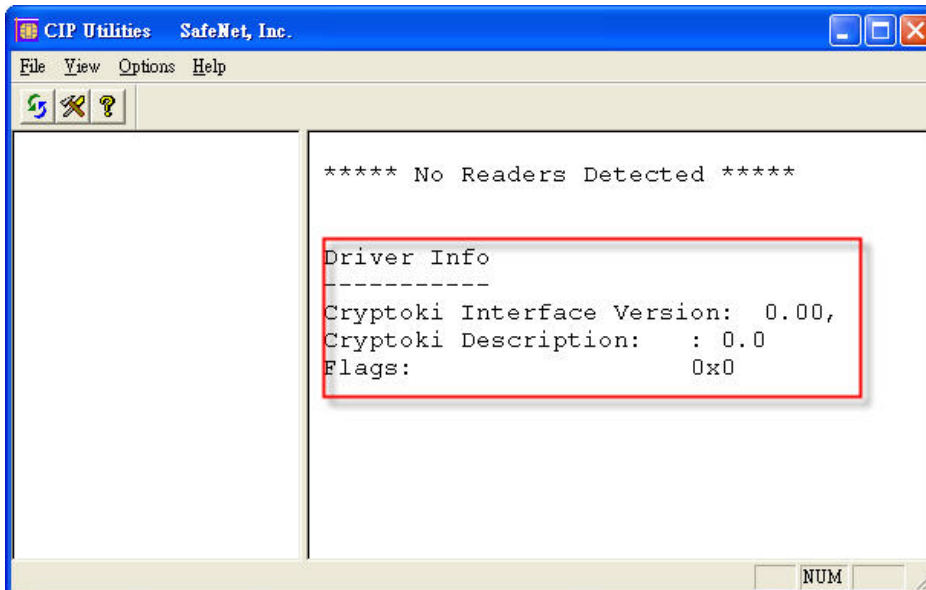 CIP Utilities SafeNet, Inc.
File View Options Help
***** No Readers Detected *****
Driver Info
-----------
Cryptoki Interface Version: 0.00,
Cryptoki Description: : 0.0
Flags: 0x0
NUM